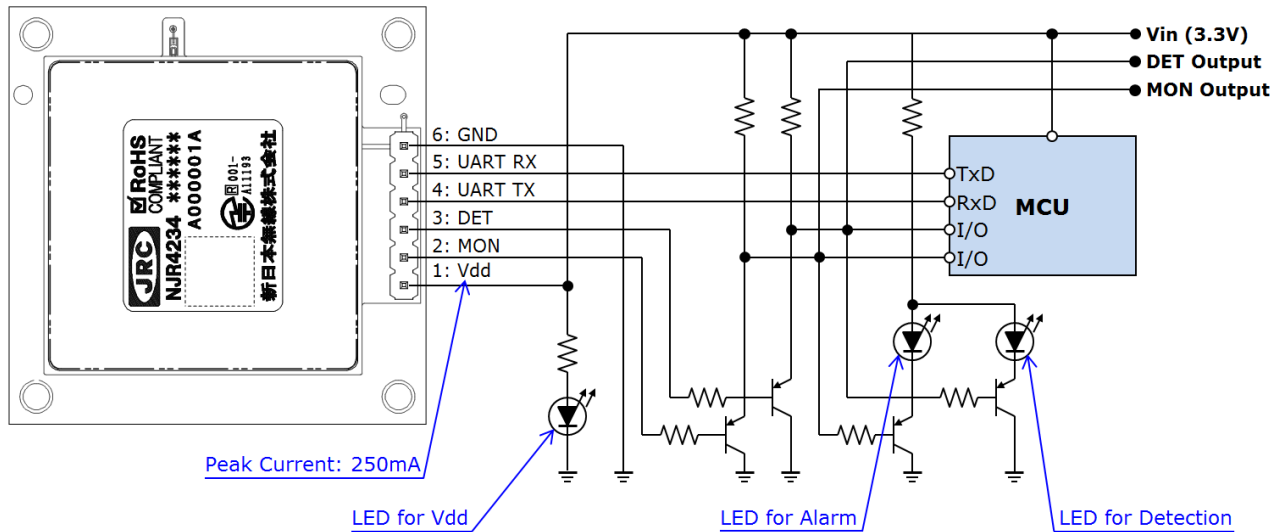 RoHS
COMPLIANT
JRC
NJR4234 ******
A000001A
R 001-
A11193
新日本無線株式会社
6: GND
5: UART RX
4: UART TX
3: DET
2: MON
1: Vdd
Vin (3.3V)
DET Output
MON Output
TxD
RxD
I/O
I/O
MCU
Peak Current: 250mA
LED for Vdd
LED for Alarm
LED for Detection